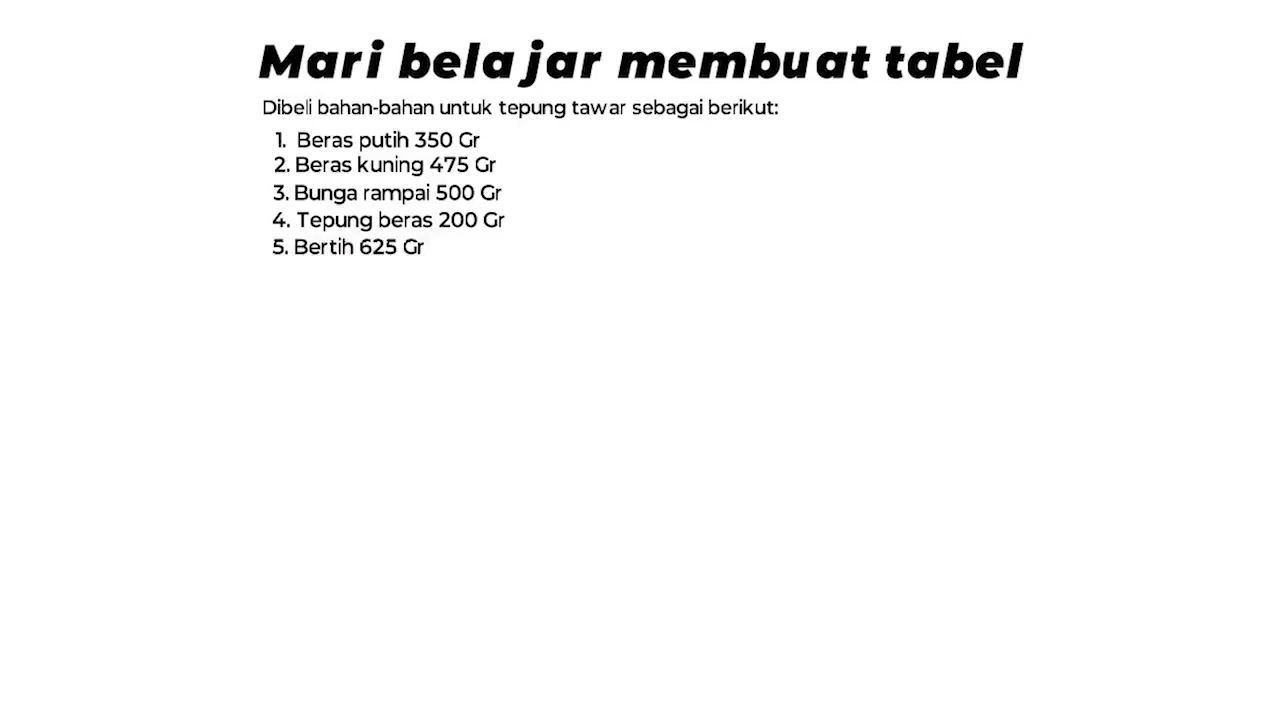 Mari belajar membuat tabel
Dibeli bahan-bahan untuk tepung tawar sebagai berikut:
1. Beras putih 350 Gr
2. Beras kuning 475 Gr
3. Bunga rampai 500 Gr
4. Tepung beras 200 Gr
5. Bertih 625 Gr